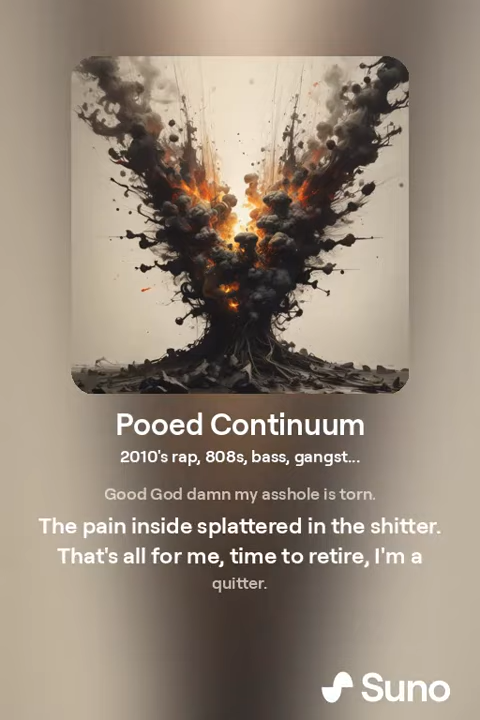 Pooed Continuum
2010's rap, 808s, bass, gangst...
Good God damn my asshole is torn.
The pain inside splattered in the shitter.
That's all for me, time to retire, I'm a
quitter.
Suno